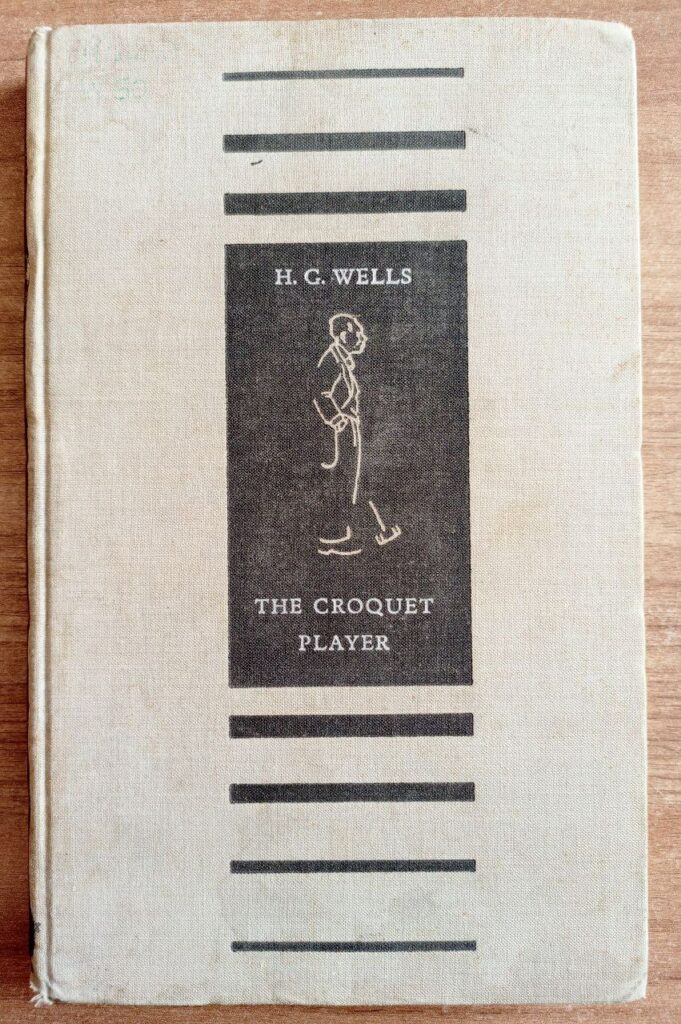 H. G. WELLS
THE CROQUET
PLAYER